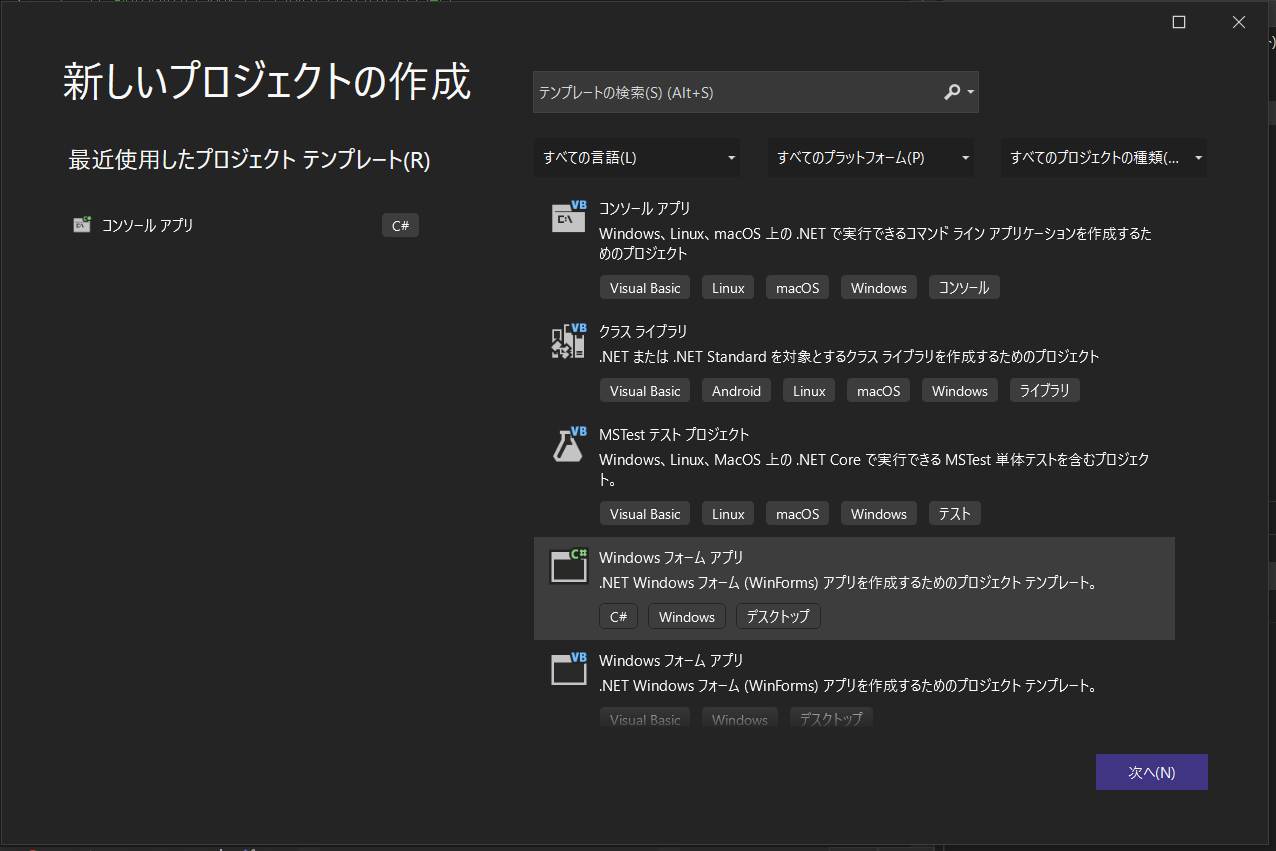 新しいプロジェクトの作成
最近使用したプロジェクト テンプレート(R)
コンソール アプリ
C#
テンプレートの検索(S) (Alt+S)
すべての言語(L)
すべてのプラットフォーム(P)
すべてのプロジェクトの種類(...
VB
C:\
コンソール アプリ
Windows、Linux、macOS 上の .NET で実行できるコマンド ライン アプリケーションを作成するた
めのプロジェクト
Visual Basic
Linux
macOS
Windows
コンソール
VB
クラス ライブラリ
.NET または .NET Standard を対象とするクラス ライブラリを作成するためのプロジェクト
Visual Basic
Android
Linux
macOS
Windows
ライブラリ
VB
MSTest テスト プロジェクト
Windows、Linux、MacOS 上の .NET Core で実行できる MSTest 単体テストを含むプロジェク
ト。
Visual Basic
Linux
macOS
Windows
テスト
C#
Windows フォーム アプリ
.NET Windows フォーム (WinForms) アプリを作成するためのプロジェクト テンプレート。
C#
Windows
デスクトップ
VB
Windows フォーム アプリ
.NET Windows フォーム (WinForms) アプリを作成するためのプロジェクト テンプレート。
Visual Basic
Windows
デスクトップ
次へ(N)